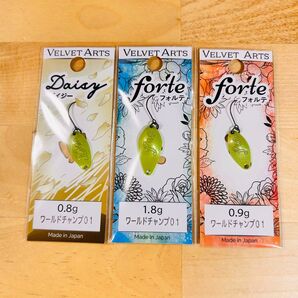 VELVET ARTS
Daisy
イジー
0.8g
ワールドチャンプ01
Made in Japan
VELVET ARTS
forte
フォルテ
1.8g
ワールドチャンプ01
Made in Japan
VELVET ARTS
forte
フォルテ
0.9g
ワールドチャンプ01
Made in Japan